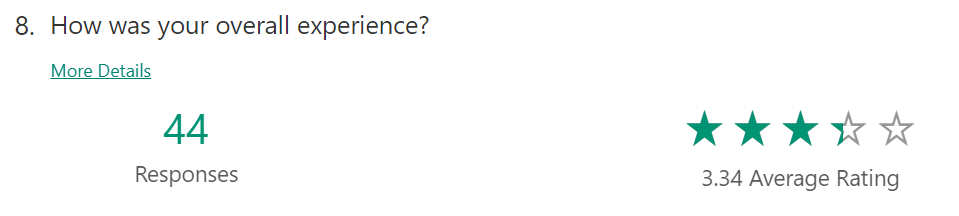 8. How was your overall experience?
More Details
44
Responses
3.34 Average Rating